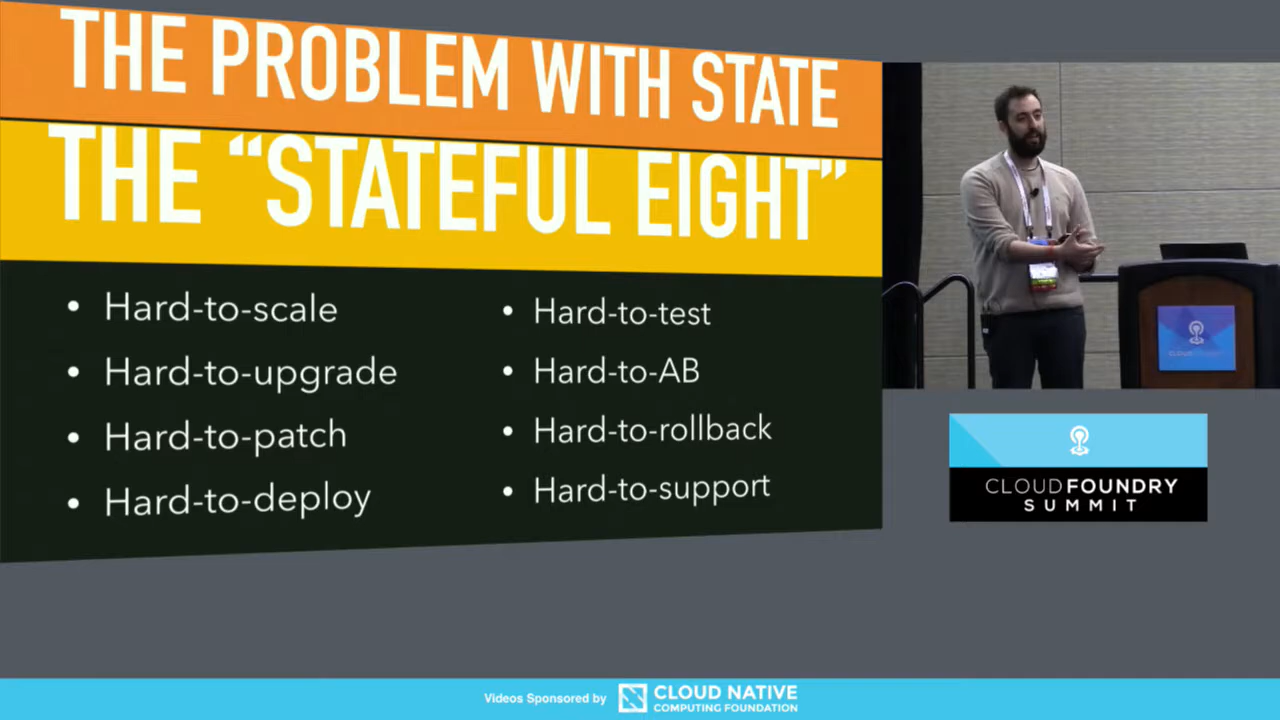 THE PROBLEM WITH STATE
THE “STATEFUL EIGHT”
• Hard-to-scale
• Hard-to-upgrade
• Hard-to-patch
• Hard-to-deploy
• Hard-to-test
• Hard-to-AB
• Hard-to-rollback
• Hard-to-support
CLOUD FOUNDRY
SUMMIT
Videos Sponsored by
CLOUD NATIVE
COMPUTING FOUNDATION